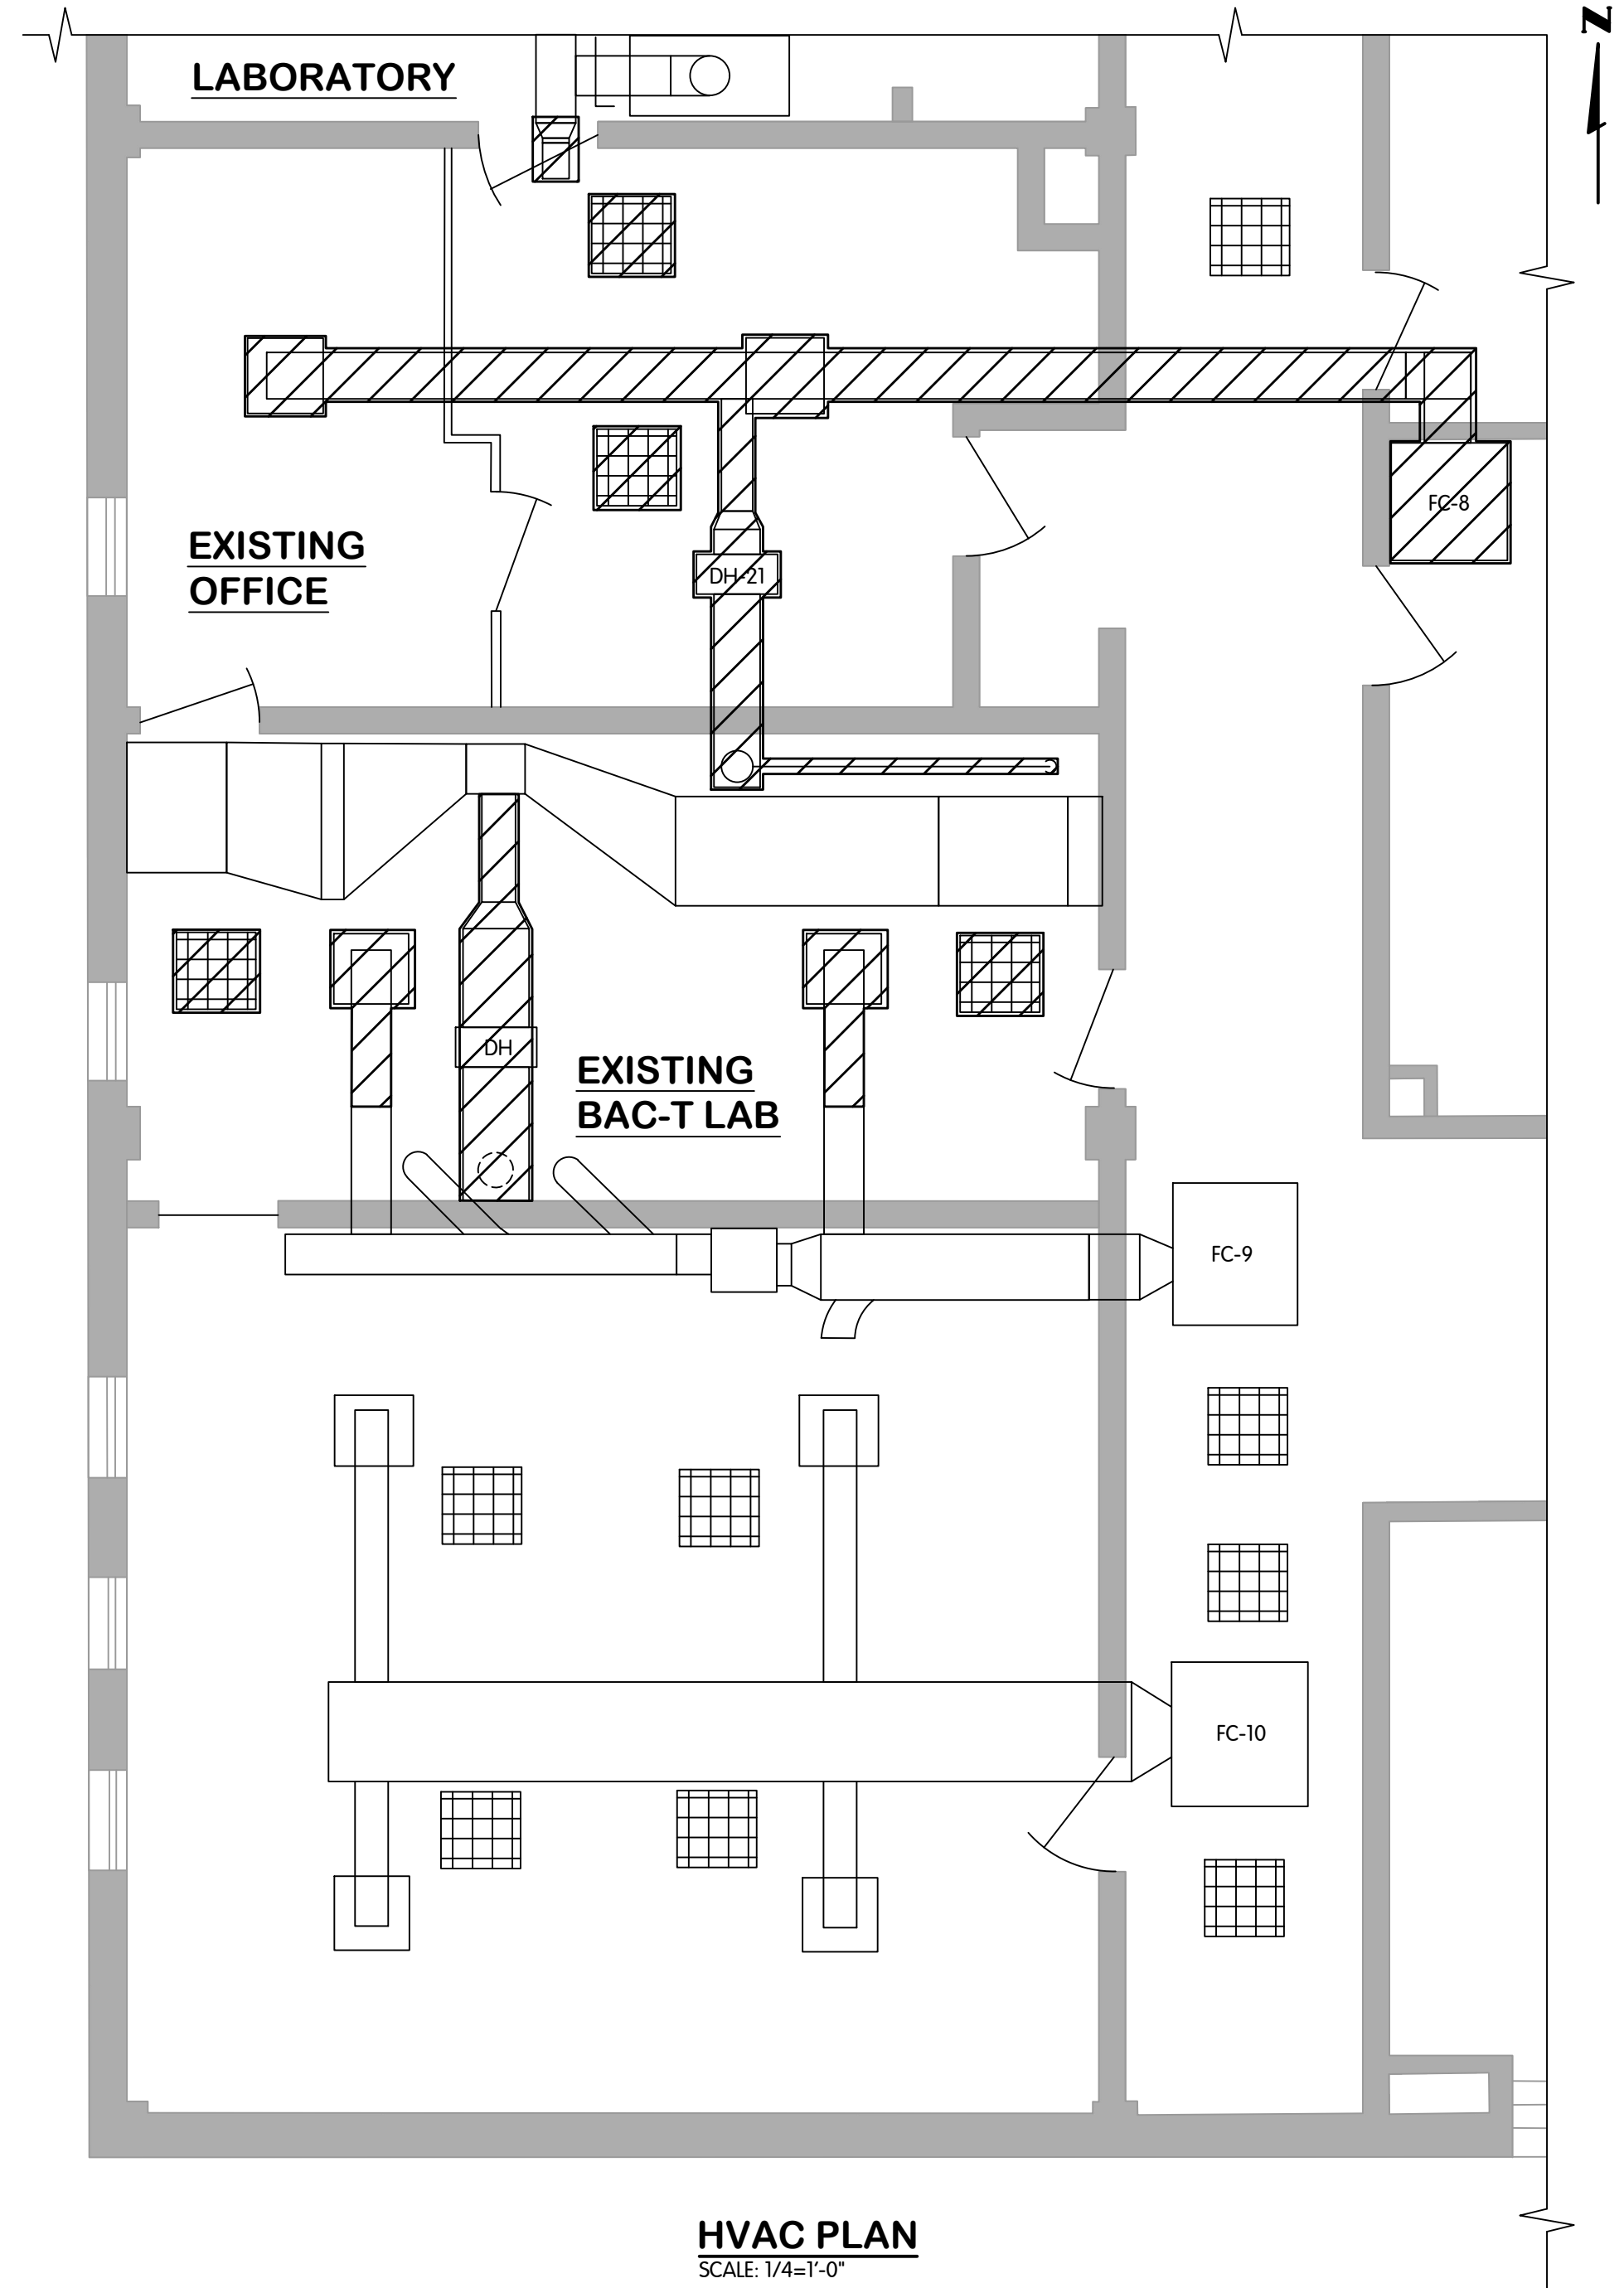 N
LABORATORY
EXISTING
OFFICE
FC-8
DH-21
DH
EXISTING
BAC-T LAB
FC-9
FC-10
HVAC PLAN
SCALE: 1/4=1'-0"